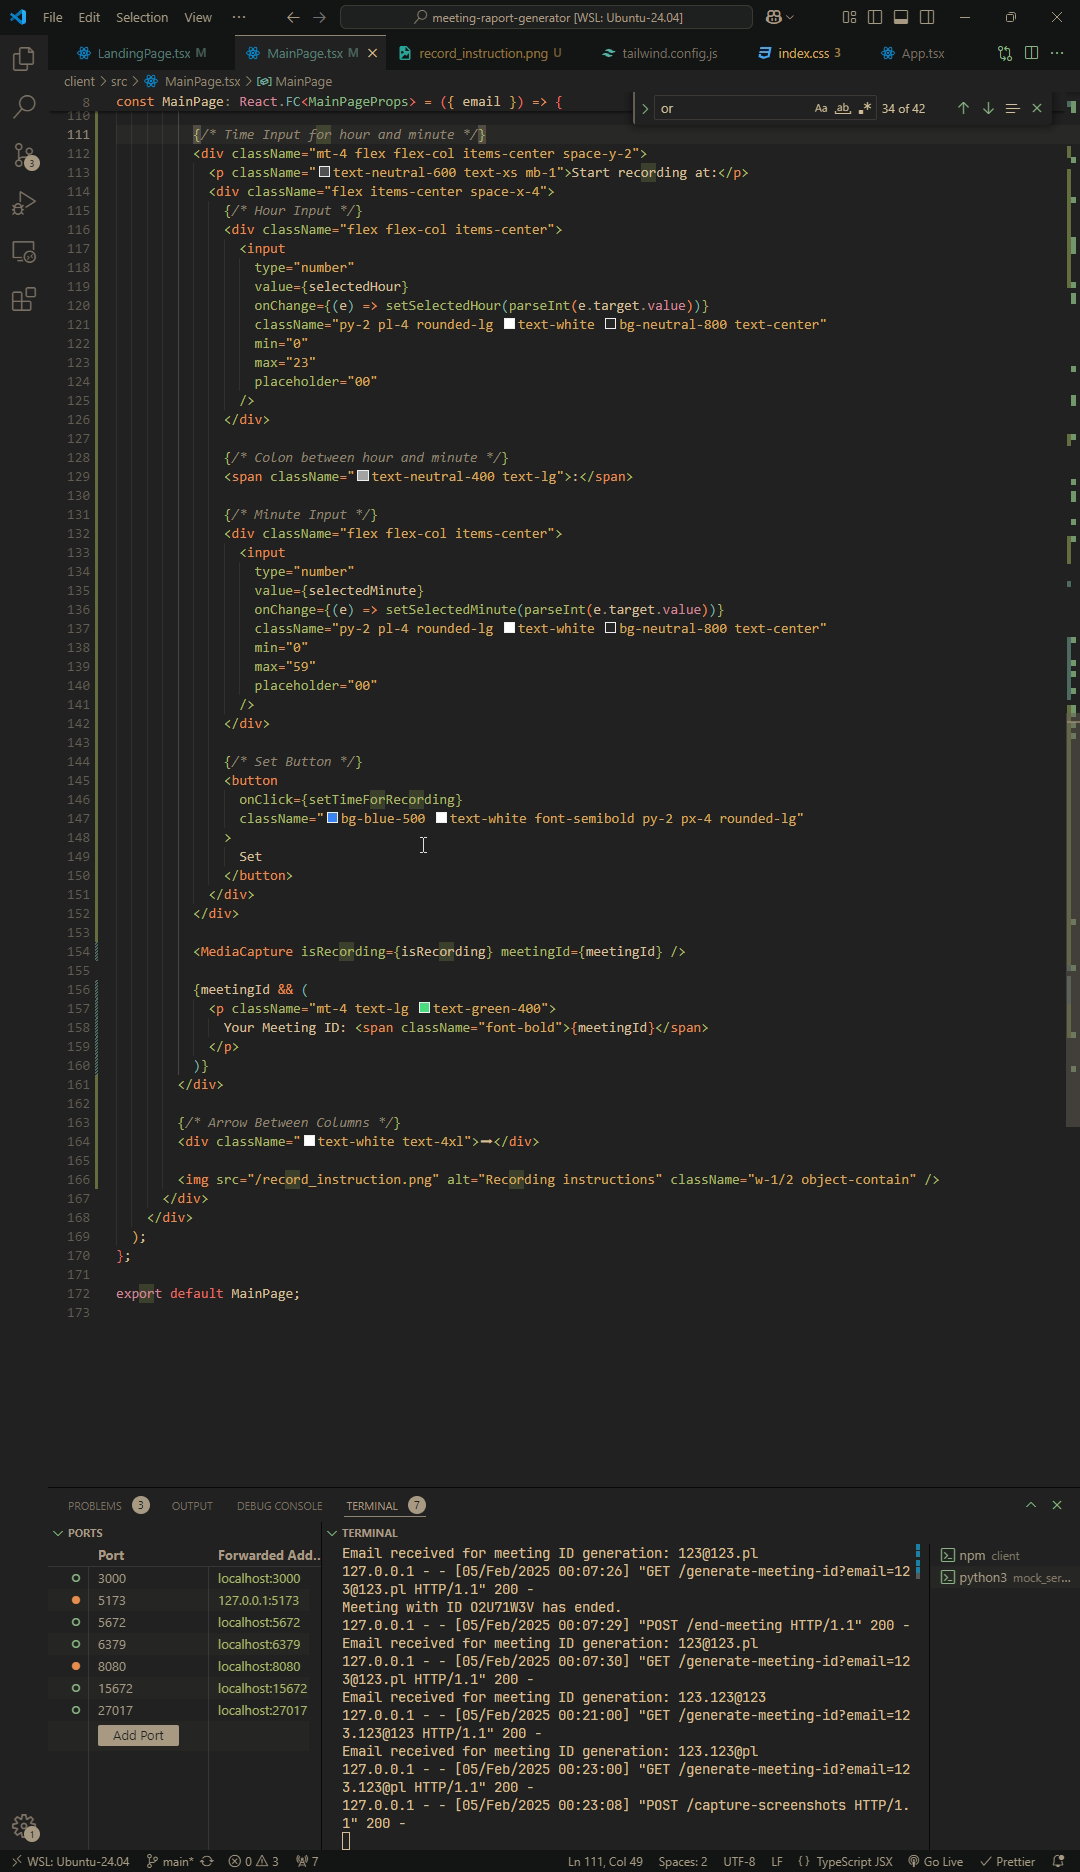 File Edit Selection View ··· meeting-raport-generator [WSL: Ubuntu-24.04]
LandingPage.tsx M MainPage.tsx M record_instruction.png U tailwind.config.js index.css 3 App.tsx
client > src > MainPage.tsx > MainPage
8 const MainPage: React.FC<MainPageProps> = ({ email }) => {
or Aa ab 34 of 42
110
111 {/* Time Input for hour and minute */}
112 <div className="mt-4 flex flex-col items-center space-y-2">
113 <p className="text-neutral-600 text-xs mb-1">Start recording at:</p>
114 <div className="flex items-center space-x-4">
115 {/* Hour Input */}
116 <div className="flex flex-col items-center">
117 <input
118 type="number"
119 value={selectedHour}
120 onChange={(e) => setSelectedHour(parseInt(e.target.value))}
121 className="py-2 pl-4 rounded-lg text-white bg-neutral-800 text-center"
122 min="0"
123 max="23"
124 placeholder="00"
125 />
126 </div>
127
128 {/* Colon between hour and minute */}
129 <span className="text-neutral-400 text-lg">:</span>
130
131 {/* Minute Input */}
132 <div className="flex flex-col items-center">
133 <input
134 type="number"
135 value={selectedMinute}
136 onChange={(e) => setSelectedMinute(parseInt(e.target.value))}
137 className="py-2 pl-4 rounded-lg text-white bg-neutral-800 text-center"
138 min="0"
139 max="59"
140 placeholder="00"
141 />
142 </div>
143
144 {/* Set Button */}
145 <button
146 onClick={setTimeForRecording}
147 className="bg-blue-500 text-white font-semibold py-2 px-4 rounded-lg"
148 >
149 Set
150 </button>
151 </div>
152 </div>
153
154 <MediaCapture isRecording={isRecording} meetingId={meetingId} />
155
156 {meetingId && (
157 <p className="mt-4 text-lg text-green-400">
158 Your Meeting ID: <span className="font-bold">{meetingId}</span>
159 </p>
160 )}
161 </div>
162
163 {/* Arrow Between Columns */}
164 <div className="text-white text-4xl">➞</div>
165
166 <img src="/record_instruction.png" alt="Recording instructions" className="w-1/2 object-contain" />
167 </div>
168 </div>
169 );
170 };
171
172 export default MainPage;
173
PROBLEMS 3 OUTPUT DEBUG CONSOLE TERMINAL 7
PORTS
Port Forwarded Add...
3000 localhost:3000
5173 127.0.0.1:5173
5672 localhost:5672
6379 localhost:6379
8080 localhost:8080
15672 localhost:15672
27017 localhost:27017
Add Port
TERMINAL
Email received for meeting ID generation: 123@123.pl
127.0.0.1 - - [05/Feb/2025 00:07:26] "GET /generate-meeting-id?email=12
3@123.pl HTTP/1.1" 200 -
Meeting with ID O2U71W3V has ended.
127.0.0.1 - - [05/Feb/2025 00:07:29] "POST /end-meeting HTTP/1.1" 200 -
Email received for meeting ID generation: 123@123.pl
127.0.0.1 - - [05/Feb/2025 00:07:30] "GET /generate-meeting-id?email=12
3@123.pl HTTP/1.1" 200 -
Email received for meeting ID generation: 123.123@123
127.0.0.1 - - [05/Feb/2025 00:21:00] "GET /generate-meeting-id?email=12
3.123@123 HTTP/1.1" 200 -
Email received for meeting ID generation: 123.123@pl
127.0.0.1 - - [05/Feb/2025 00:23:00] "GET /generate-meeting-id?email=12
3.123@pl HTTP/1.1" 200 -
127.0.0.1 - - [05/Feb/2025 00:23:08] "POST /capture-screenshots HTTP/1.
1" 200 -
npm client
python3 mock_ser...
3
1
WSL: Ubuntu-24.04 main* 0 3 7 Ln 111, Col 49 Spaces: 2 UTF-8 LF {} TypeScript JSX Go Live Prettier